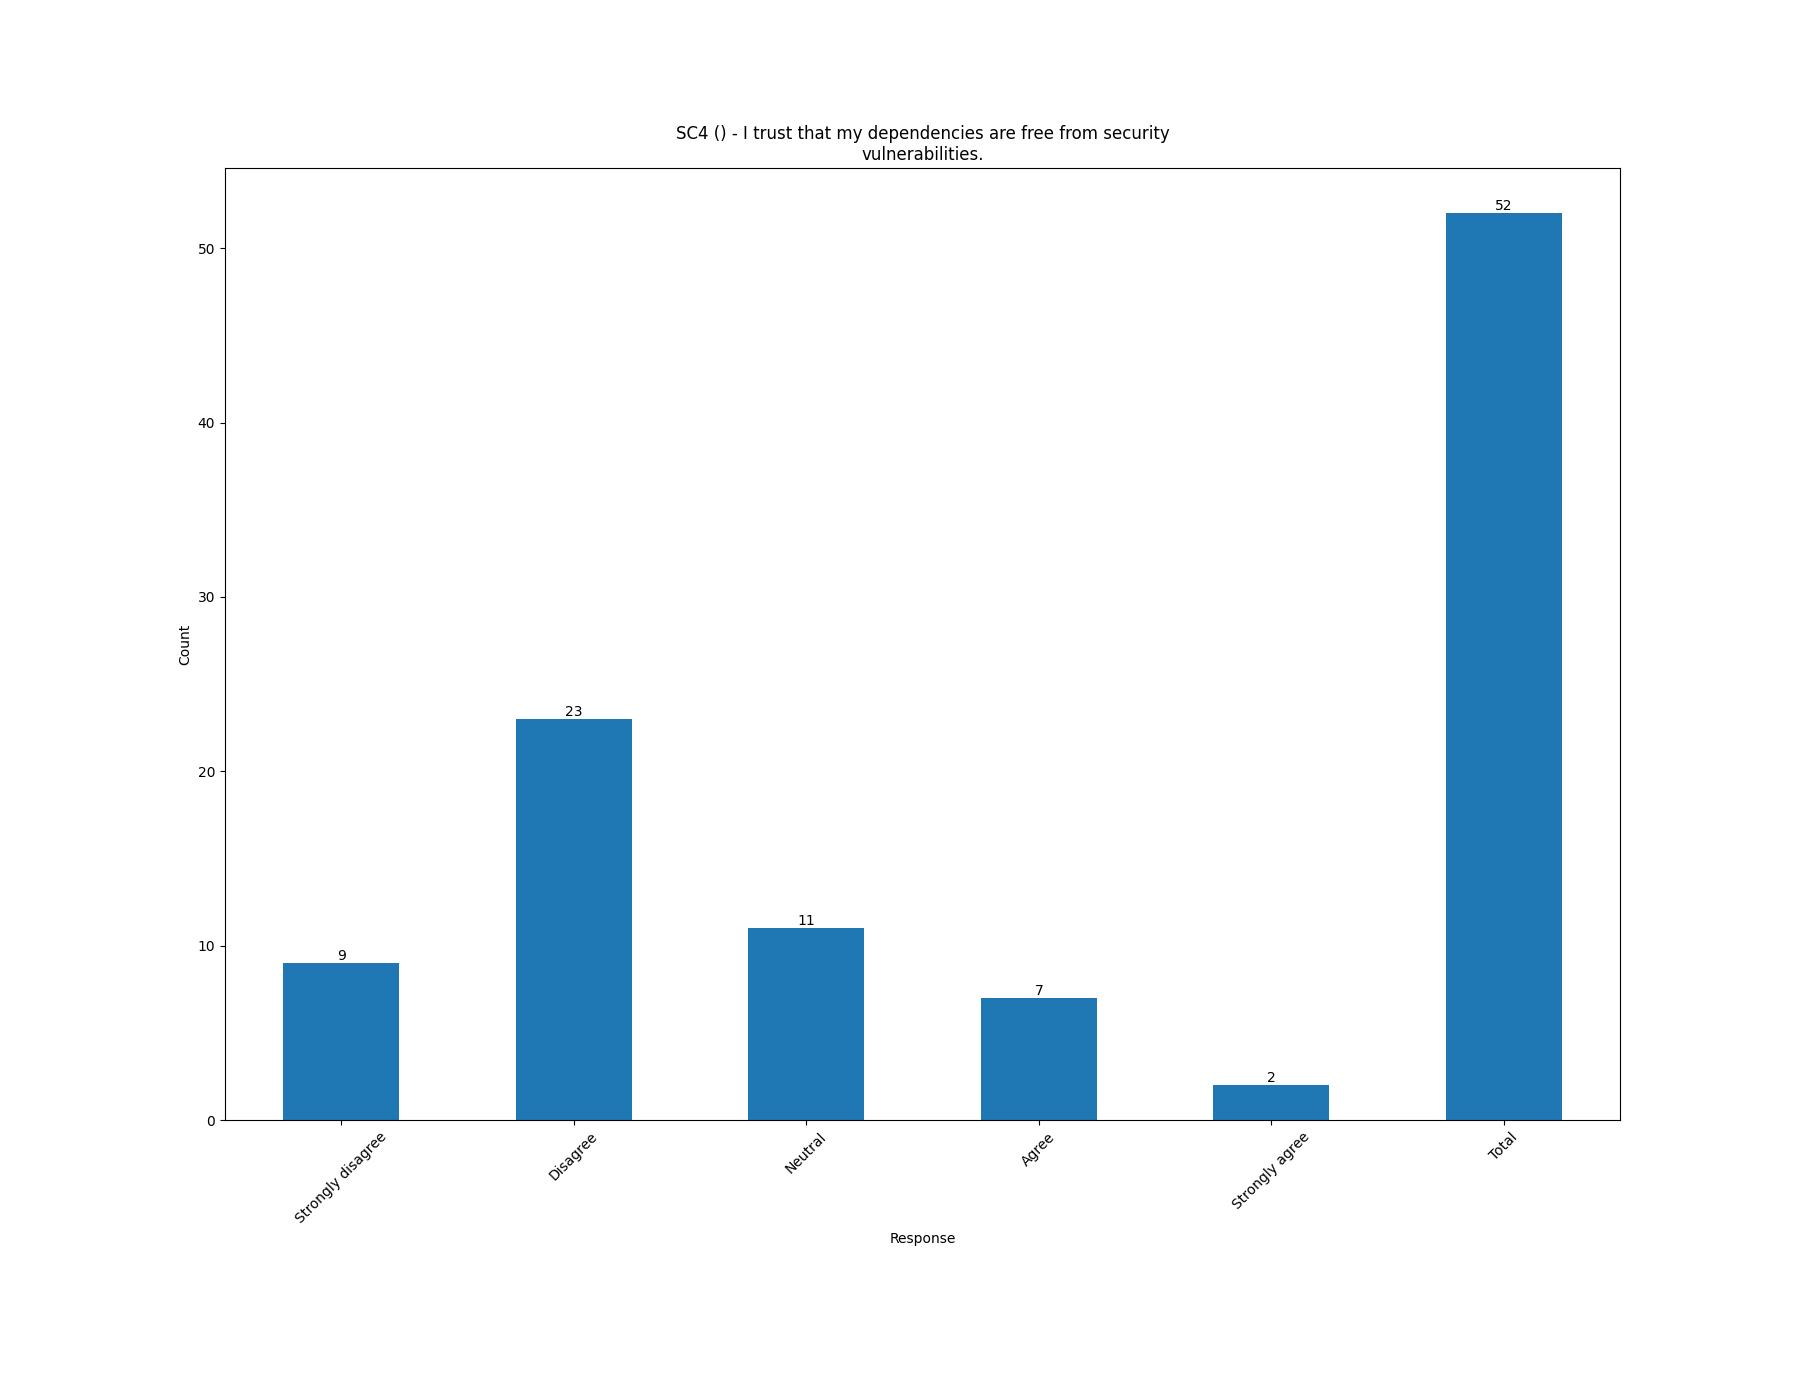 SC4 () - I trust that my dependencies are free from security
vulnerabilities.
52
50
40
30
Count
23
20
11
10
9
7
2
0
Strongly disagree
Disagree
Neutral
Agree
Strongly agree
Total
Response